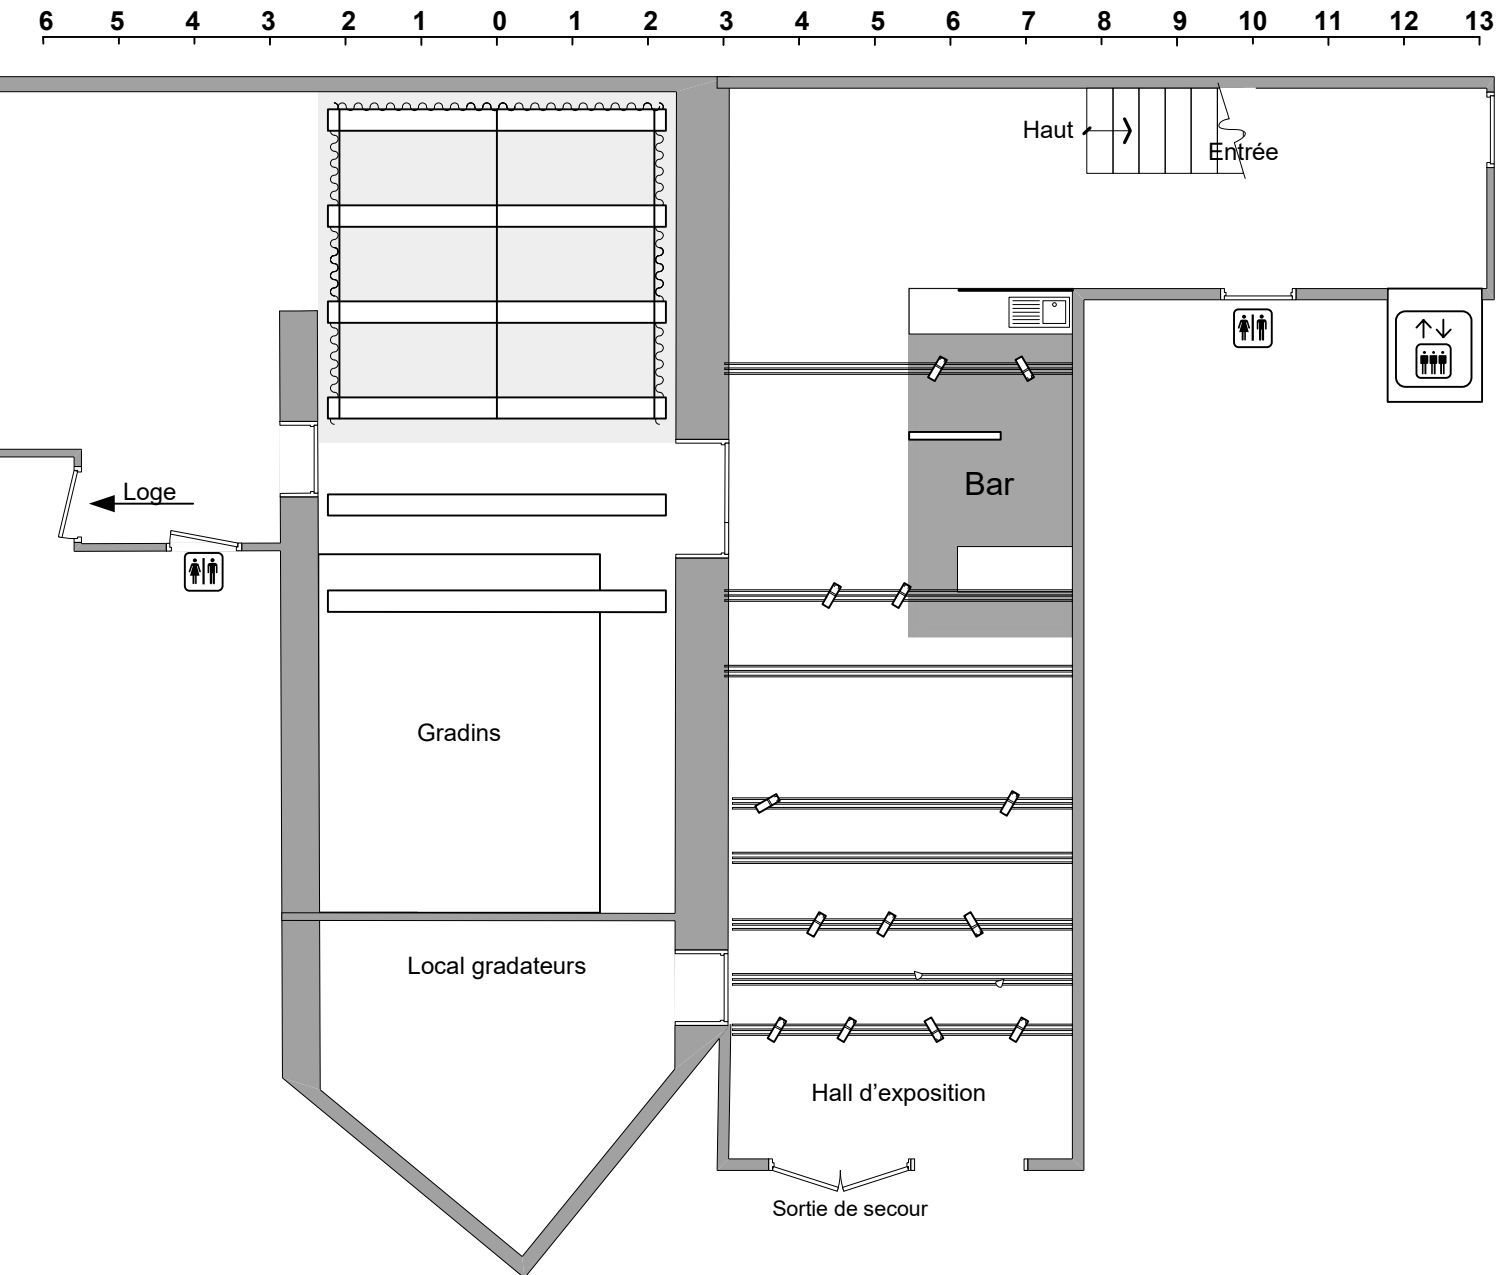 6 5 4 3 2 1 0 1 2 3 4 5 6 7 8 9 10 11 12 13
Haut
Entrée
Bar
Loge
Gradins
Local gradateurs
Hall d’exposition
Sortie de secour